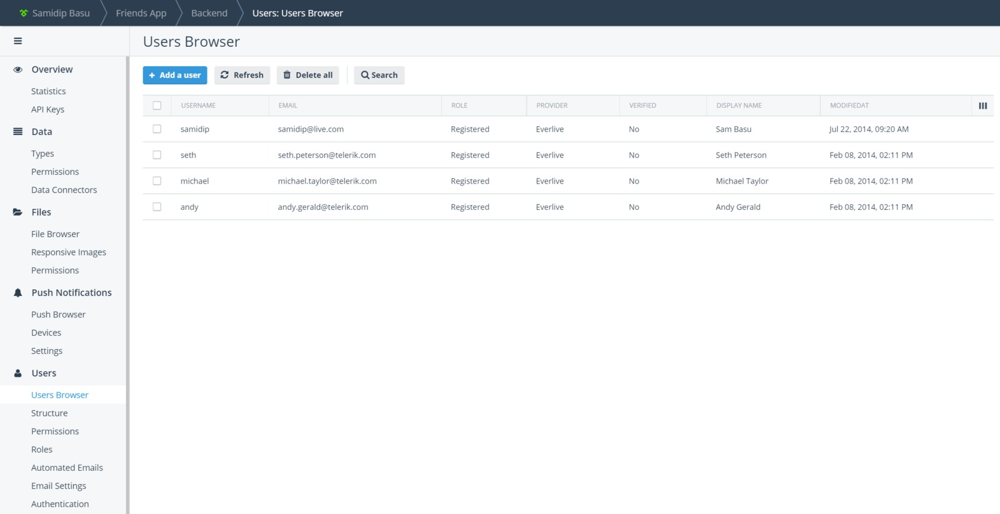 Samidip Basu Friends App Backend Users: Users Browser
Users Browser
Overview
Statistics
API Keys
Data
Types
Permissions
Data Connectors
Files
File Browser
Responsive Images
Permissions
Push Notifications
Push Browser
Devices
Settings
Users
Users Browser
Structure
Permissions
Roles
Automated Emails
Email Settings
Authentication
+ Add a user Refresh Delete all Search
USERNAME EMAIL ROLE PROVIDER VERIFIED DISPLAY NAME MODIFIEDAT
samidip samidip@live.com Registered Everlive No Sam Basu Jul 22, 2014, 09:20 AM
seth seth.peterson@telerik.com Registered Everlive No Seth Peterson Feb 08, 2014, 02:11 PM
michael michael.taylor@telerik.com Registered Everlive No Michael Taylor Feb 08, 2014, 02:11 PM
andy andy.gerald@telerik.com Registered Everlive No Andy Gerald Feb 08, 2014, 02:11 PM